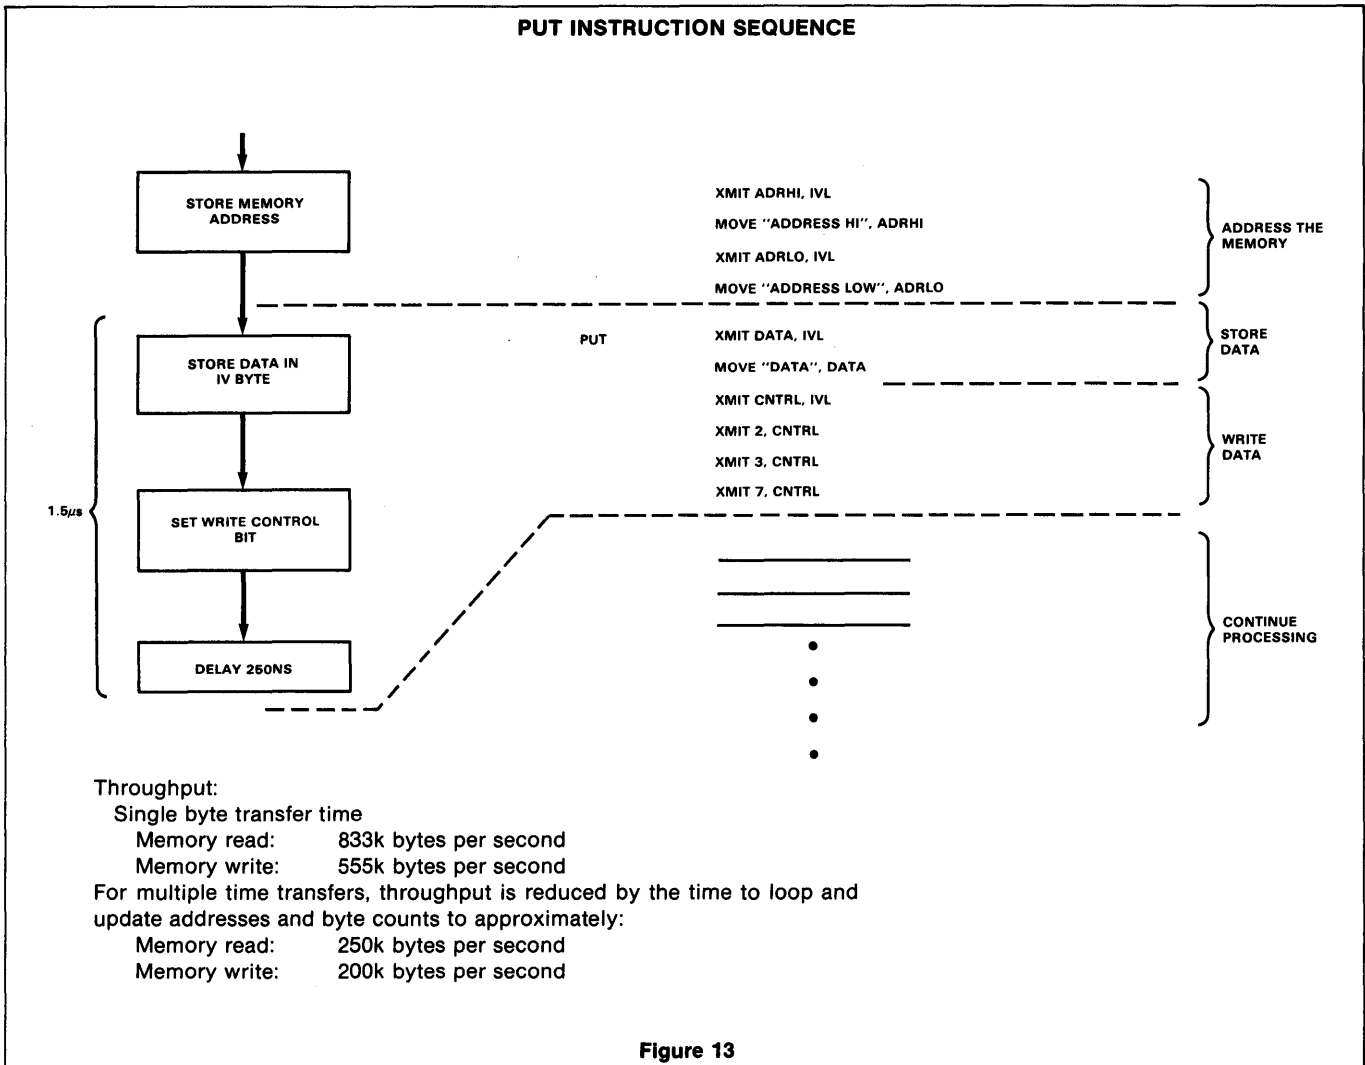 PUT INSTRUCTION SEQUENCE
STORE MEMORY
ADDRESS
XMIT ADRHI, IVL
MOVE "ADDRESS HI", ADRHI
XMIT ADRLO, IVL
MOVE "ADDRESS LOW", ADRLO
ADDRESS THE
MEMORY
1.5μs
STORE DATA IN
IV BYTE
PUT
XMIT DATA, IVL
MOVE "DATA", DATA
STORE
DATA
SET WRITE CONTROL
BIT
XMIT CNTRL, IVL
XMIT 2, CNTRL
XMIT 3, CNTRL
XMIT 7, CNTRL
WRITE
DATA
DELAY 250NS
CONTINUE
PROCESSING
Throughput:
Single byte transfer time
Memory read: 833k bytes per second
Memory write: 555k bytes per second
For multiple time transfers, throughput is reduced by the time to loop and
update addresses and byte counts to approximately:
Memory read: 250k bytes per second
Memory write: 200k bytes per second
Figure 13